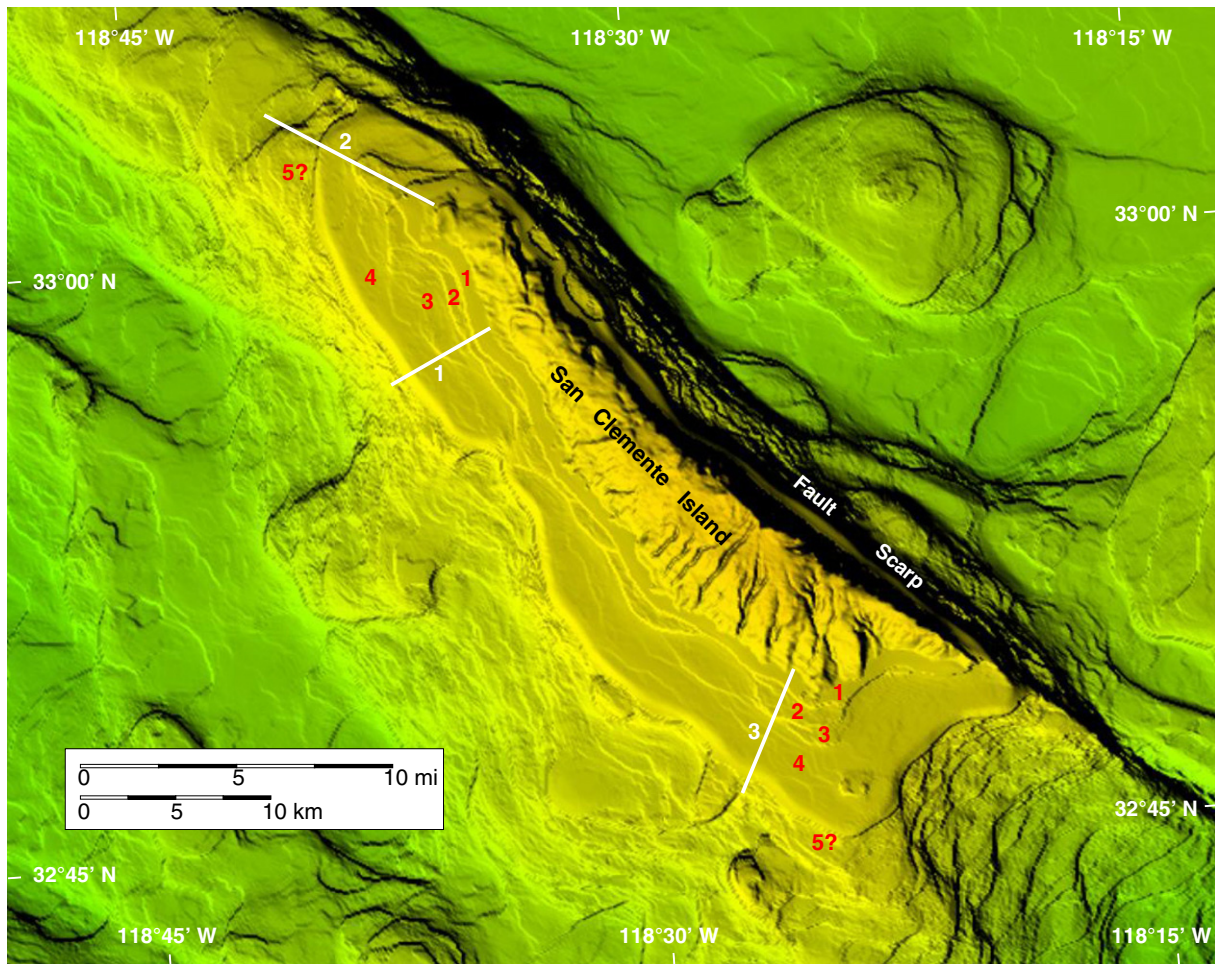 118°45' W
118°30' W
118°15' W
2
5?
33°00' N
33°00' N
4
1
3
2
1
San Clemente Island
Fault
Scarp
1
2
3
3
4
0 5 10 mi
0 5 10 km
32°45' N
5?
32°45' N
118°45' W
118°30' W
118°15' W